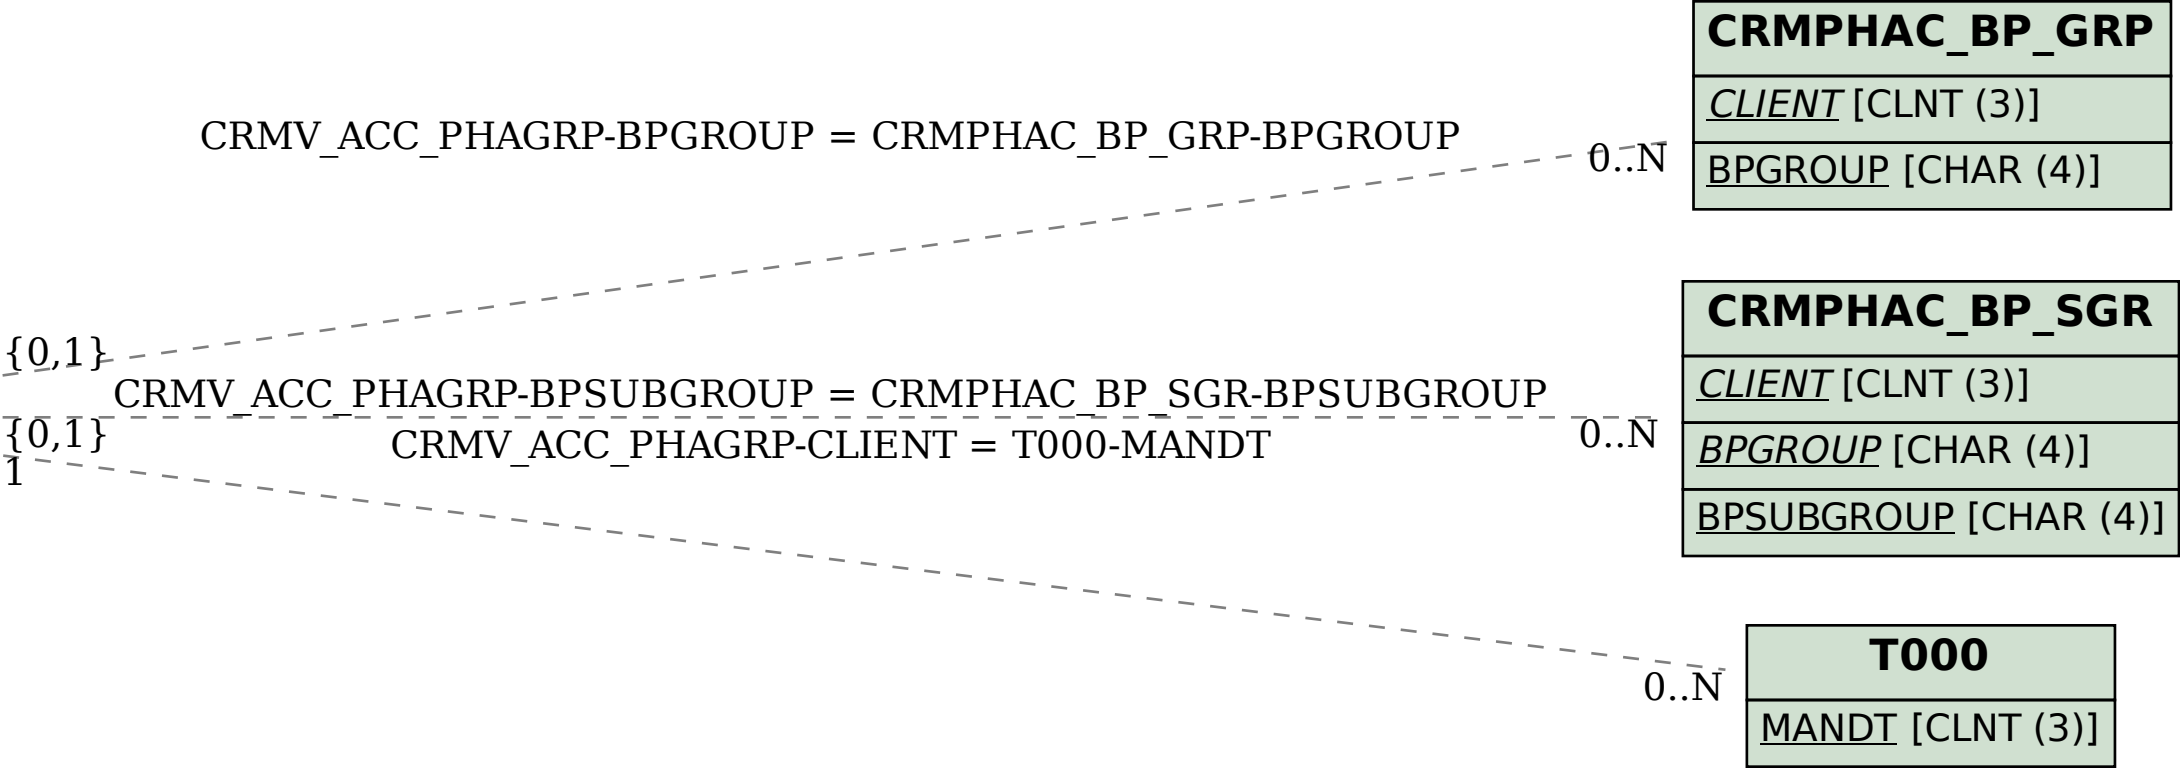 CRMPHAC_BP_GRP
CLIENT [CLNT (3)]
BPGROUP [CHAR (4)]
CRMV_ACC_PHAGRP-BPGROUP = CRMPHAC_BP_GRP-BPGROUP
0..N
{0,1}
CRMPHAC_BP_SGR
CLIENT [CLNT (3)]
BPGROUP [CHAR (4)]
BPSUBGROUP [CHAR (4)]
CRMV_ACC_PHAGRP-BPSUBGROUP = CRMPHAC_BP_SGR-BPSUBGROUP
0..N
{0,1}
CRMV_ACC_PHAGRP-CLIENT = T000-MANDT
1
0..N
T000
MANDT [CLNT (3)]